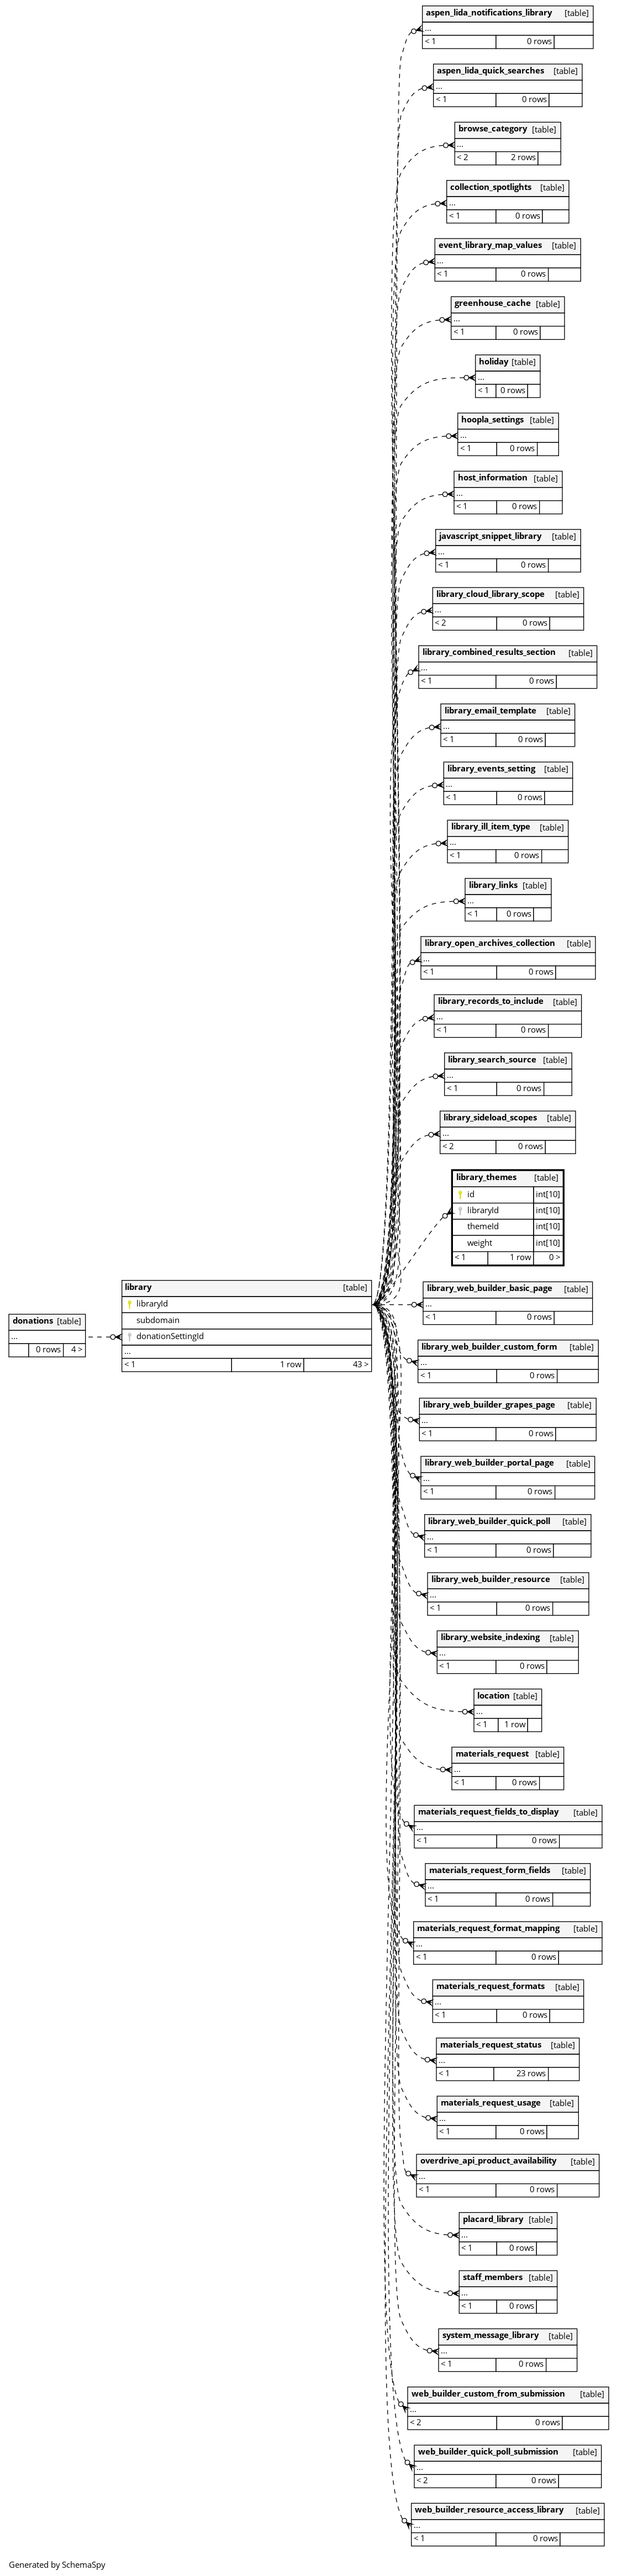 aspen_lida_notifications_library [table]
...
< 1 0 rows
aspen_lida_quick_searches [table]
...
< 1 0 rows
browse_category [table]
...
< 2 2 rows
collection_spotlights [table]
...
< 1 0 rows
event_library_map_values [table]
...
< 1 0 rows
greenhouse_cache [table]
...
< 1 0 rows
holiday [table]
...
< 1 0 rows
hoopla_settings [table]
...
< 1 0 rows
host_information [table]
...
< 1 0 rows
javascript_snippet_library [table]
...
< 1 0 rows
library_cloud_library_scope [table]
...
< 2 0 rows
library_combined_results_section [table]
...
< 1 0 rows
library_email_template [table]
...
< 1 0 rows
library_events_setting [table]
...
< 1 0 rows
library_ill_item_type [table]
...
< 1 0 rows
library_links [table]
...
< 1 0 rows
library_open_archives_collection [table]
...
< 1 0 rows
library_records_to_include [table]
...
< 1 0 rows
library_search_source [table]
...
< 1 0 rows
library_sideload_scopes [table]
...
< 2 0 rows
library_themes [table]
id int[10]
libraryId int[10]
themeId int[10]
weight int[10]
< 1 1 row 0 >
library [table]
libraryId
subdomain
donationSettingId
...
< 1 1 row 43 >
donations [table]
...
0 rows 4 >
library_web_builder_basic_page [table]
...
< 1 0 rows
library_web_builder_custom_form [table]
...
< 1 0 rows
library_web_builder_grapes_page [table]
...
< 1 0 rows
library_web_builder_portal_page [table]
...
< 1 0 rows
library_web_builder_quick_poll [table]
...
< 1 0 rows
library_web_builder_resource [table]
...
< 1 0 rows
library_website_indexing [table]
...
< 1 0 rows
location [table]
...
< 1 1 row
materials_request [table]
...
< 1 0 rows
materials_request_fields_to_display [table]
...
< 1 0 rows
materials_request_form_fields [table]
...
< 1 0 rows
materials_request_format_mapping [table]
...
< 1 0 rows
materials_request_formats [table]
...
< 1 0 rows
materials_request_status [table]
...
< 1 23 rows
materials_request_usage [table]
...
< 1 0 rows
overdrive_api_product_availability [table]
...
< 1 0 rows
placard_library [table]
...
< 1 0 rows
staff_members [table]
...
< 1 0 rows
system_message_library [table]
...
< 1 0 rows
web_builder_custom_from_submission [table]
...
< 2 0 rows
web_builder_quick_poll_submission [table]
...
< 2 0 rows
web_builder_resource_access_library [table]
...
< 1 0 rows
Generated by SchemaSpy